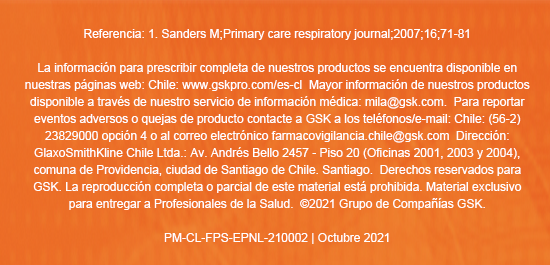 Referencia: 1. Sanders M;Primary care respiratory journal;2007;16;71-81
La información para prescribir completa de nuestros productos se encuentra disponible en
nuestras páginas web: Chile: www.gskpro.com/es-cl  Mayor información de nuestros productos
disponible a través de nuestro servicio de información médica: mila@gsk.com.  Para reportar
eventos adversos o quejas de producto contacte a GSK a los teléfonos/e-mail: Chile: (56-2)
23829000 opción 4 o al correo electrónico farmacovigilancia.chile@gsk.com  Dirección:
GlaxoSmithKline Chile Ltda.: Av. Andrés Bello 2457 - Piso 20 (Oficinas 2001, 2003 y 2004),
comuna de Providencia, ciudad de Santiago de Chile. Santiago.  Derechos reservados para
GSK. La reproducción completa o parcial de este material está prohibida. Material exclusivo
para entregar a Profesionales de la Salud.  ©2021 Grupo de Compañías GSK.
PM-CL-FPS-EPNL-210002 | Octubre 2021